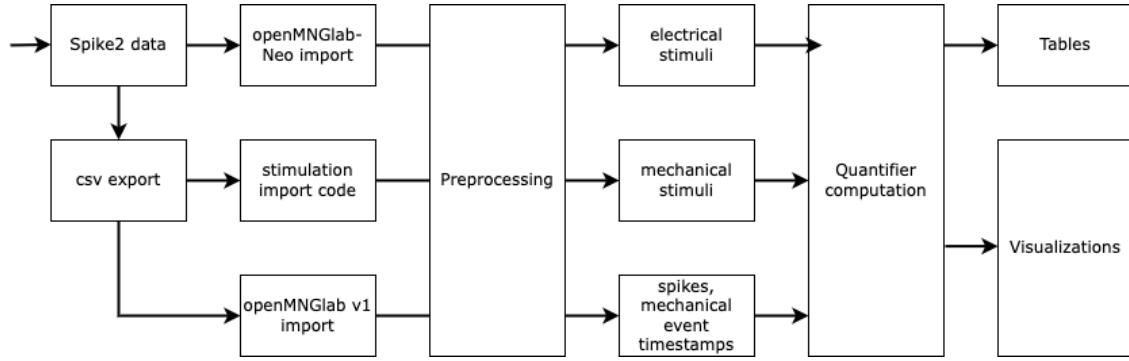 Spike2 data
openMNGlab-
Neo import
electrical
stimuli
Tables
csv export
stimulation
import code
Preprocessing
mechanical
stimuli
Quantifier
computation
Visualizations
openMNGlab v1
import
spikes,
mechanical
event
timestamps